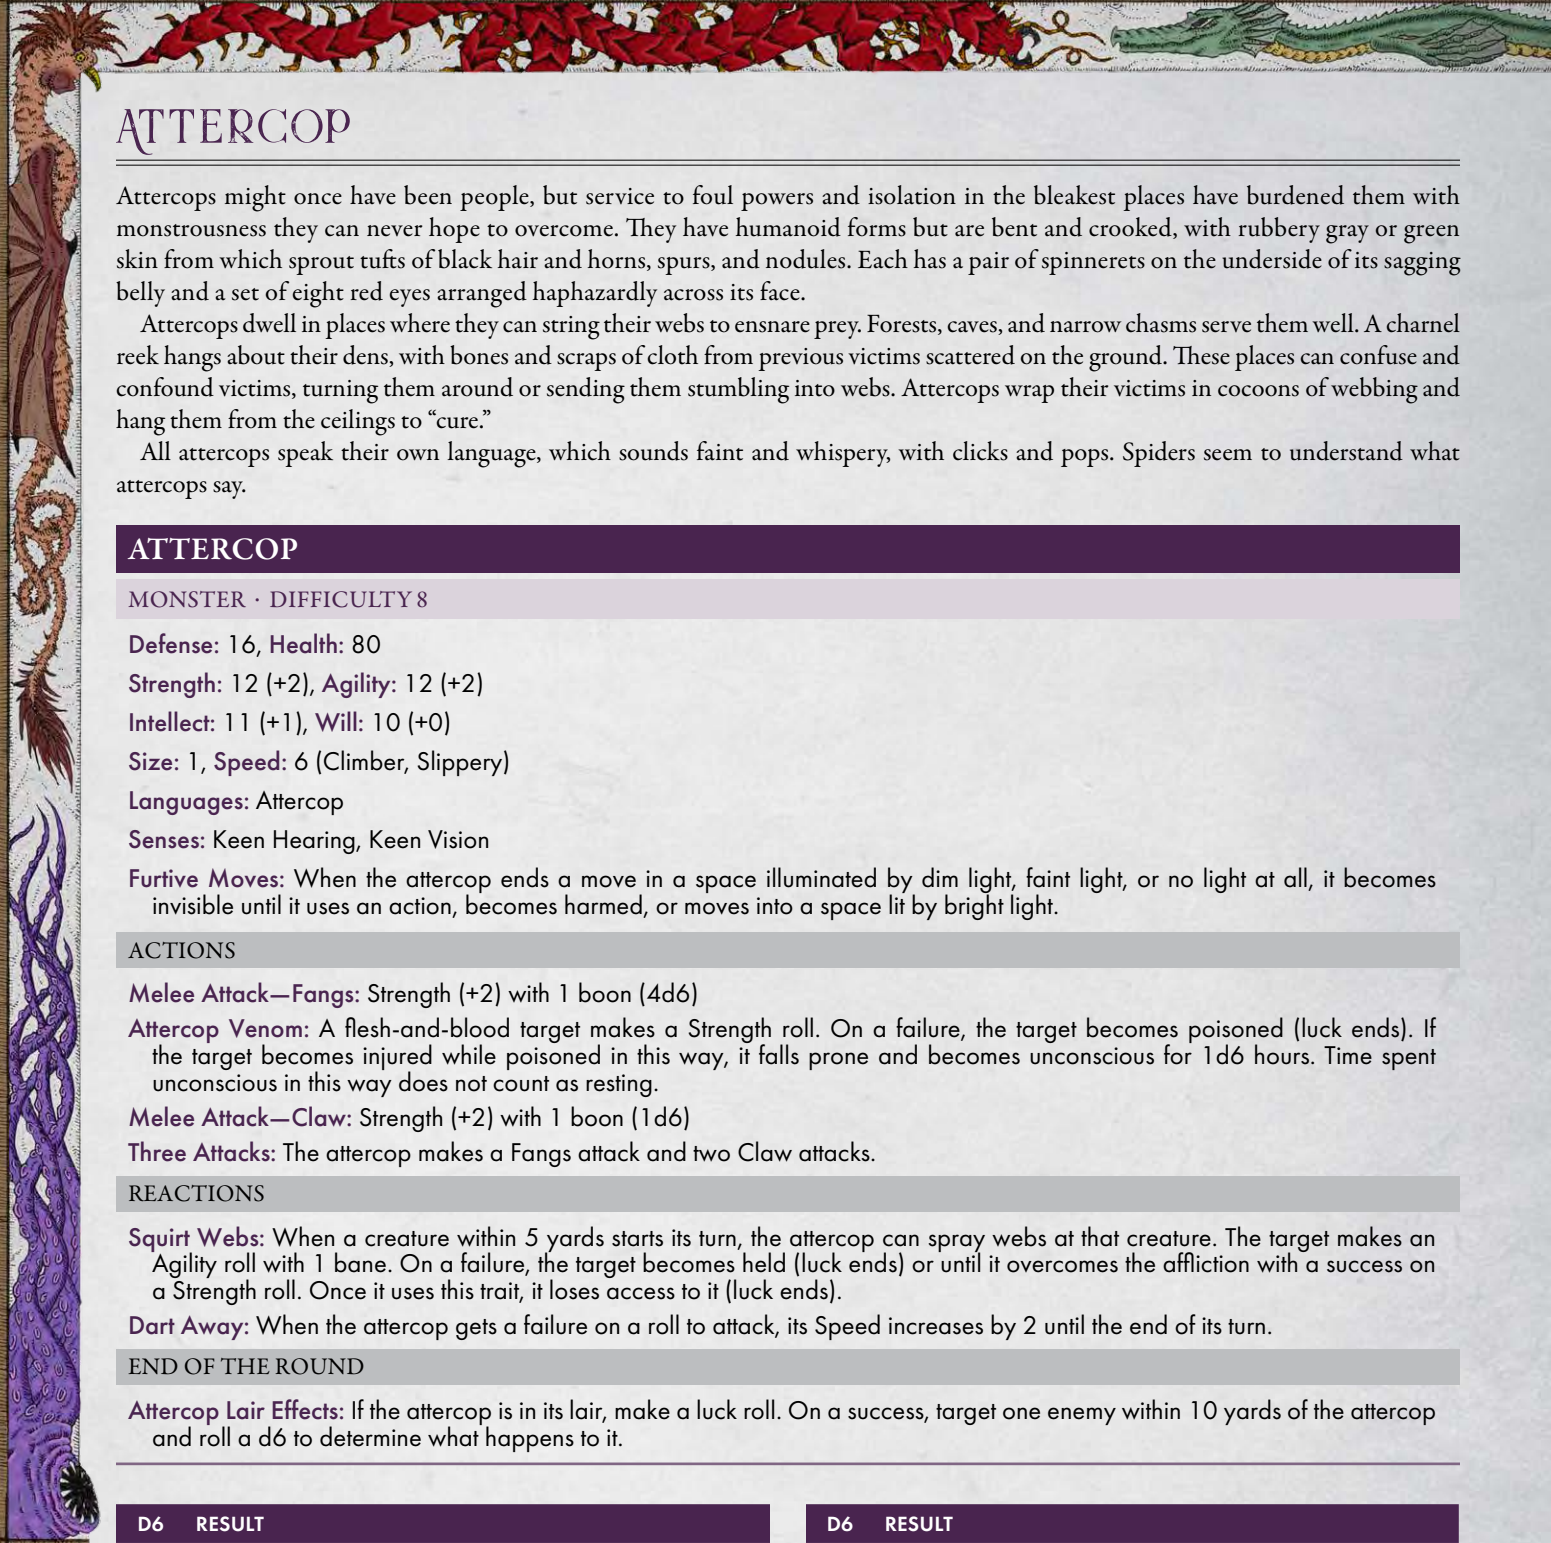 ATTERCOP
Attercops might once have been people, but service to foul powers and isolation in the bleakest places have burdened them with
monstrousness they can never hope to overcome. They have humanoid forms but are bent and crooked, with rubbery gray or green
skin from which sprout tufts of black hair and horns, spurs, and nodules. Each has a pair of spinnerets on the underside of its sagging
belly and a set of eight red eyes arranged haphazardly across its face.
Attercops dwell in places where they can string their webs to ensnare prey. Forests, caves, and narrow chasms serve them well. A charnel
reek hangs about their dens, with bones and scraps of cloth from previous victims scattered on the ground. These places can confuse and
confound victims, turning them around or sending them stumbling into webs. Attercops wrap their victims in cocoons of webbing and
hang them from the ceilings to “cure.”
All attercops speak their own language, which sounds faint and whispery, with clicks and pops. Spiders seem to understand what
attercops say.
ATTERCOP
MONSTER · DIFFICULTY 8
Defense: 16, Health: 80
Strength: 12 (+2), Agility: 12 (+2)
Intellect: 11 (+1), Will: 10 (+0)
Size: 1, Speed: 6 (Climber, Slippery)
Languages: Attercop
Senses: Keen Hearing, Keen Vision
Furtive Moves: When the attercop ends a move in a space illuminated by dim light, faint light, or no light at all, it becomes
invisible until it uses an action, becomes harmed, or moves into a space lit by bright light.
ACTIONS
Melee Attack—Fangs: Strength (+2) with 1 boon (4d6)
Attercop Venom: A flesh-and-blood target makes a Strength roll. On a failure, the target becomes poisoned (luck ends). If
the target becomes injured while poisoned in this way, it falls prone and becomes unconscious for 1d6 hours. Time spent
unconscious in this way does not count as resting.
Melee Attack—Claw: Strength (+2) with 1 boon (1d6)
Three Attacks: The attercop makes a Fangs attack and two Claw attacks.
REACTIONS
Squirt Webs: When a creature within 5 yards starts its turn, the attercop can spray webs at that creature. The target makes an
Agility roll with 1 bane. On a failure, the target becomes held (luck ends) or until it overcomes the affliction with a success on
a Strength roll. Once it uses this trait, it loses access to it (luck ends).
Dart Away: When the attercop gets a failure on a roll to attack, its Speed increases by 2 until the end of its turn.
END OF THE ROUND
Attercop Lair Effects: If the attercop is in its lair, make a luck roll. On a success, target one enemy within 10 yards of the attercop
and roll a d6 to determine what happens to it.
D6 RESULT
D6 RESULT